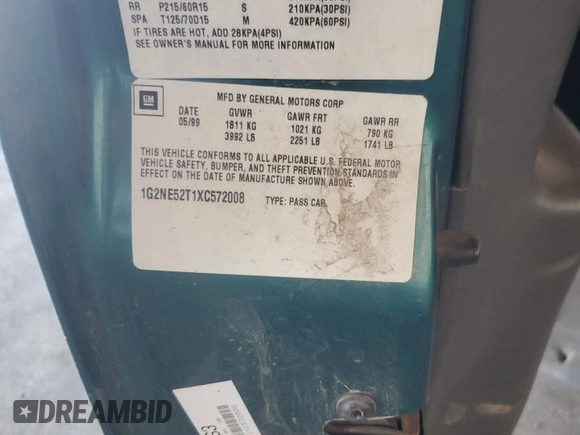 RR P215/60R15 S 210KPA(30PSI)
SPA T125/70D15 M 420KPA(60PSI)
IF TIRES ARE HOT, ADD 28KPA(4PSI)
SEE OWNER'S MANUAL FOR MORE INFORMATION
GM
MFD BY GENERAL MOTORS CORP
DATE GVWR GAWR FRT GAWR RR
05/99 1811 KG 1021 KG 790 KG
3992 LB 2251 LB 1741 LB
THIS VEHICLE CONFORMS TO ALL APPLICABLE U.S. FEDERAL MOTOR
VEHICLE SAFETY, BUMPER, AND THEFT PREVENTION STANDARDS IN
EFFECT ON THE DATE OF MANUFACTURE SHOWN ABOVE.
1G2NE52T1XC572008 TYPE: PASS CAR
53
DREAMBID